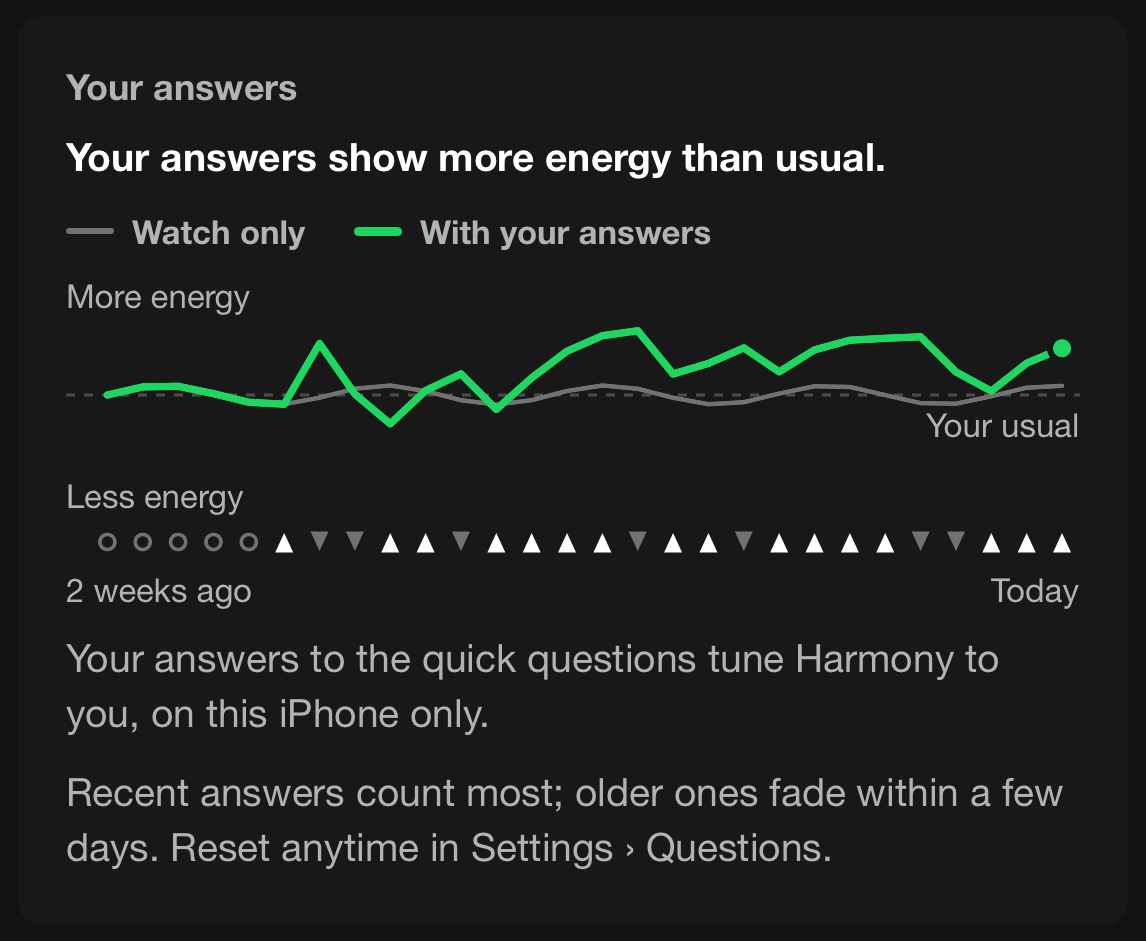 Your answers
Your answers show more energy than usual.
Watch only With your answers
More energy
Your usual
Less energy
2 weeks ago Today
Your answers to the quick questions tune Harmony to
you, on this iPhone only.
Recent answers count most; older ones fade within a few
days. Reset anytime in Settings › Questions.